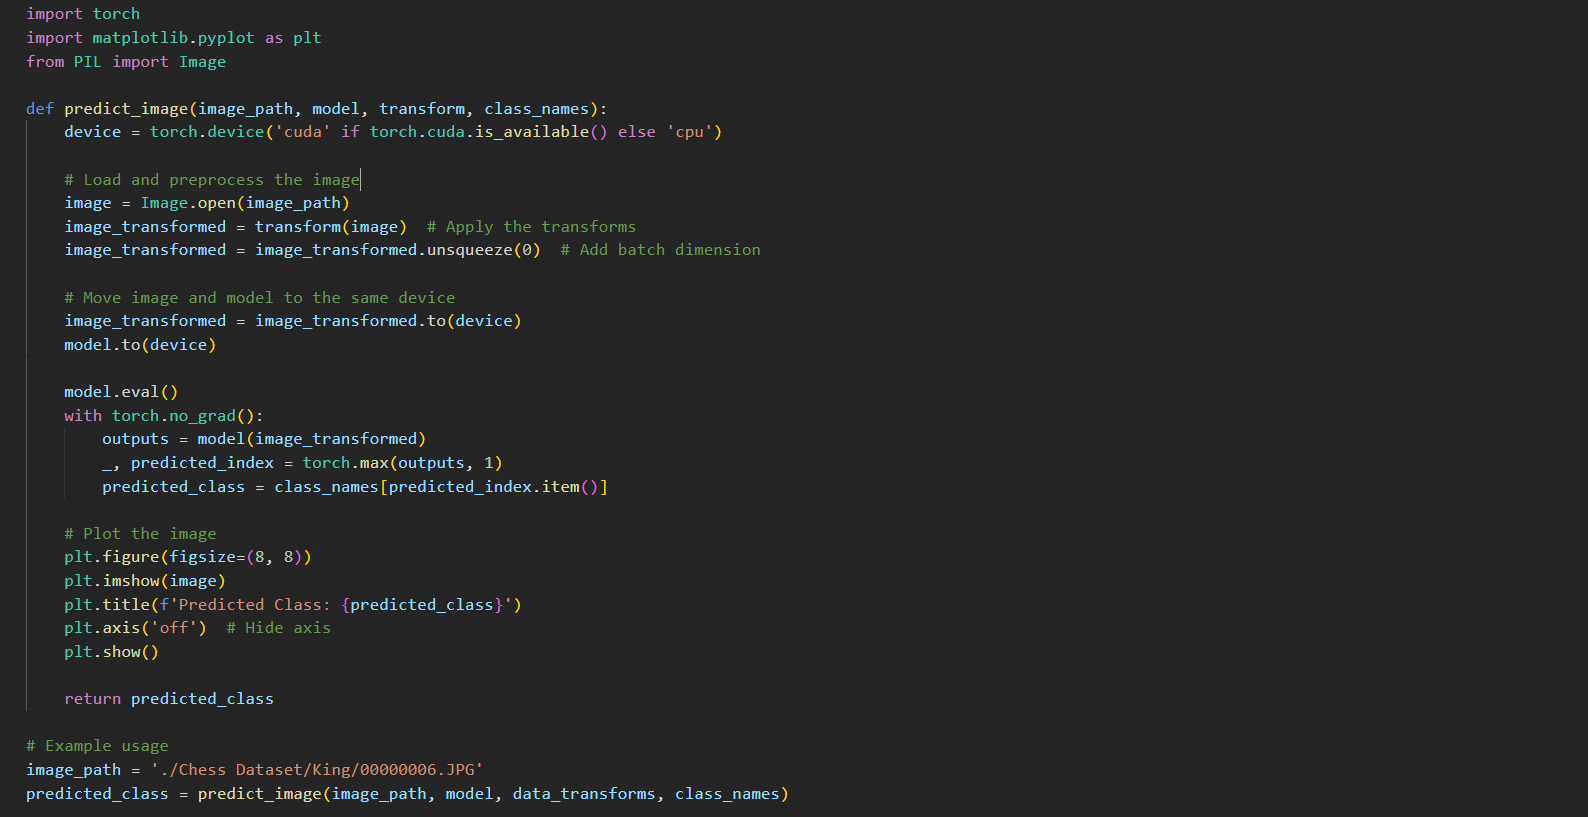 import torch
import matplotlib.pyplot as plt
from PIL import Image

def predict_image(image_path, model, transform, class_names):
    device = torch.device('cuda' if torch.cuda.is_available() else 'cpu')

    # Load and preprocess the image
    image = Image.open(image_path)
    image_transformed = transform(image)  # Apply the transforms
    image_transformed = image_transformed.unsqueeze(0)  # Add batch dimension

    # Move image and model to the same device
    image_transformed = image_transformed.to(device)
    model.to(device)

    model.eval()
    with torch.no_grad():
        outputs = model(image_transformed)
        _, predicted_index = torch.max(outputs, 1)
        predicted_class = class_names[predicted_index.item()]

    # Plot the image
    plt.figure(figsize=(8, 8))
    plt.imshow(image)
    plt.title(f'Predicted Class: {predicted_class}')
    plt.axis('off')  # Hide axis
    plt.show()

    return predicted_class

# Example usage
image_path = './Chess Dataset/King/00000006.JPG'
predicted_class = predict_image(image_path, model, data_transforms, class_names)